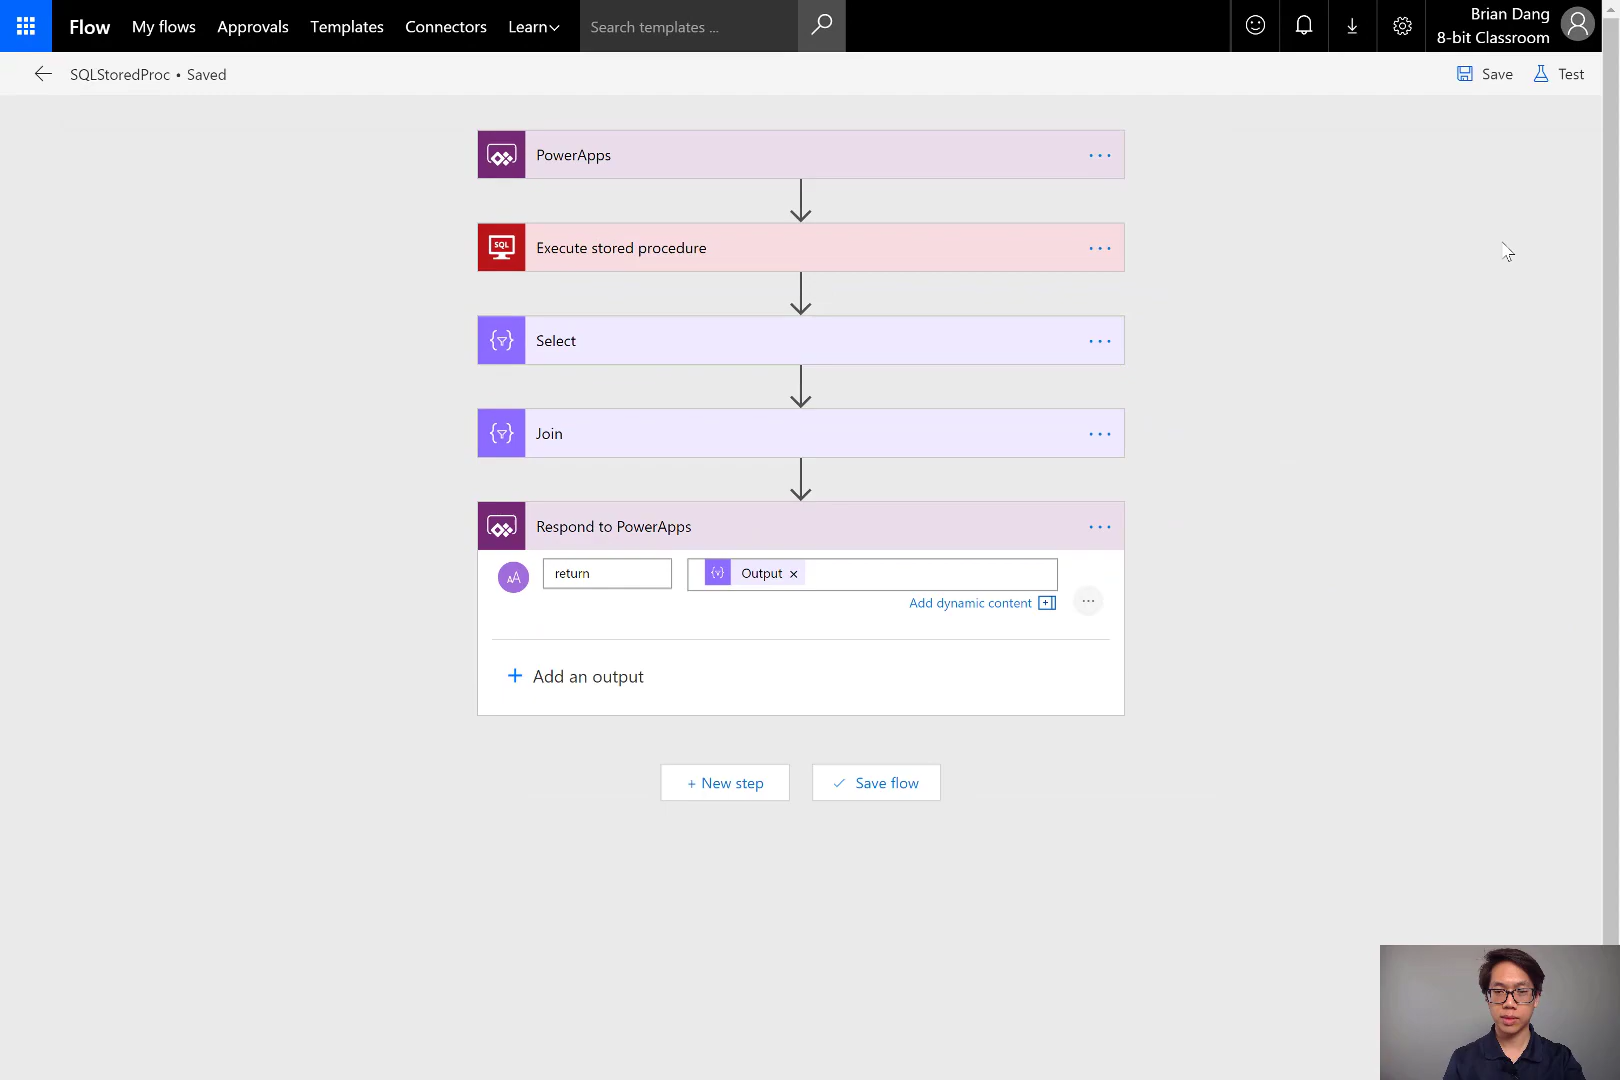 Flow My flows Approvals Templates Connectors Learn Search templates ... Brian Dang
8-bit Classroom
SQLStoredProc • Saved Save Test
PowerApps
SQL Execute stored procedure
Select
Join
Respond to PowerApps
AA return Output ×
Add dynamic content
+ Add an output
+ New step Save flow